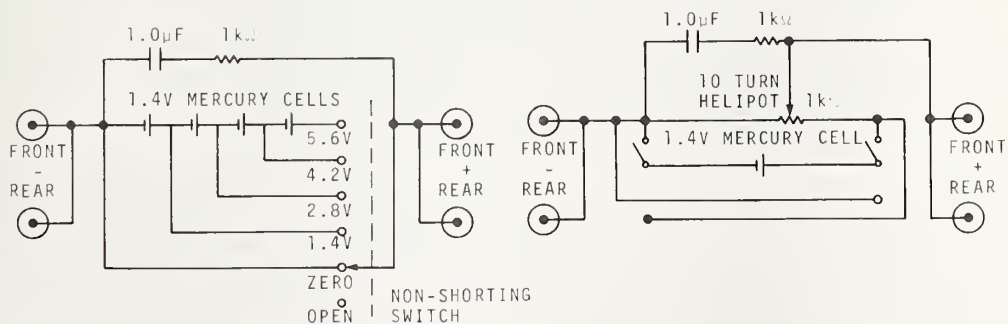 1.0µF 1kΩ
1.4V MERCURY CELLS
FRONT
-
REAR
5.6V
4.2V
2.8V
1.4V
ZERO
OPEN
FRONT
+
REAR
NON-SHORTING
SWITCH
1.0µF 1kΩ
10 TURN
HELIPOT
1kΩ
1.4V MERCURY CELL
FRONT
-
REAR
FRONT
+
REAR